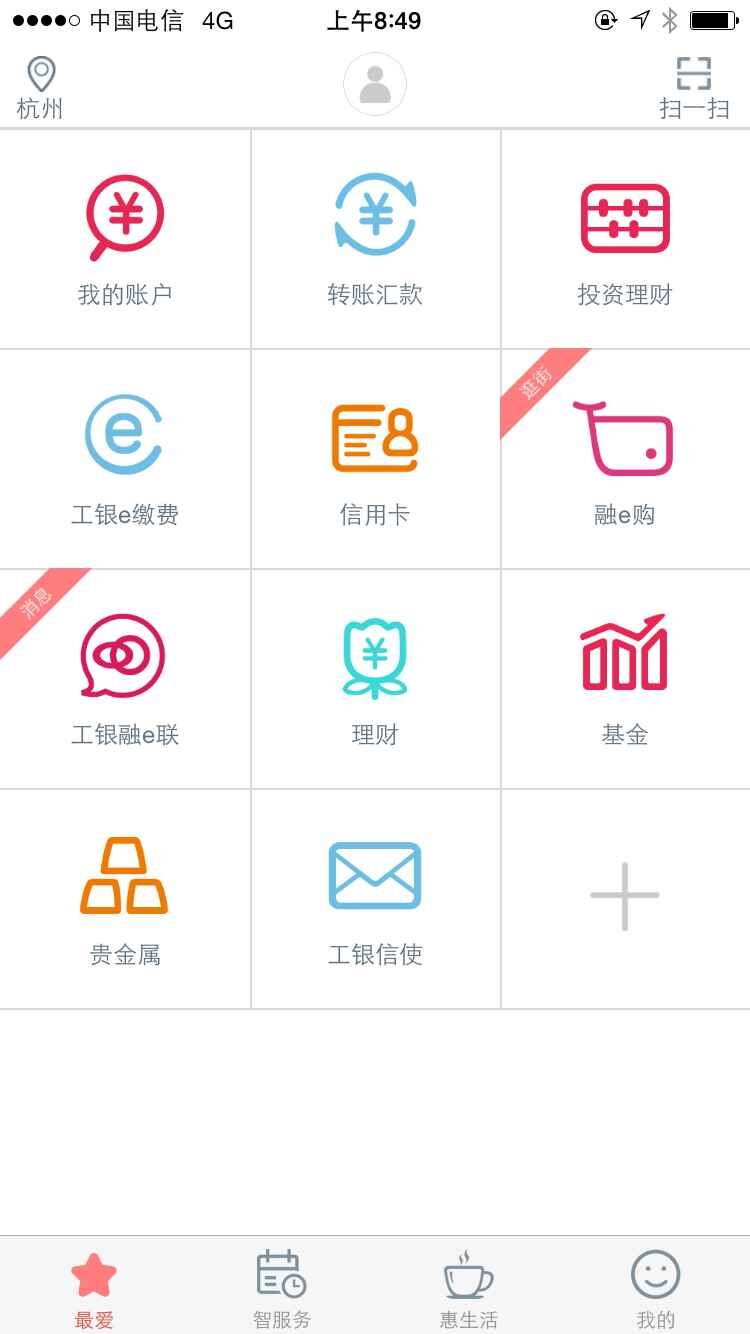 中国电信 4G 上午8:49
杭州 扫一扫
我的账户 转账汇款 投资理财
逛街
工银e缴费 信用卡 融e购
消息
工银融e联 理财 基金
贵金属 工银信使
最爱 智服务 惠生活 我的